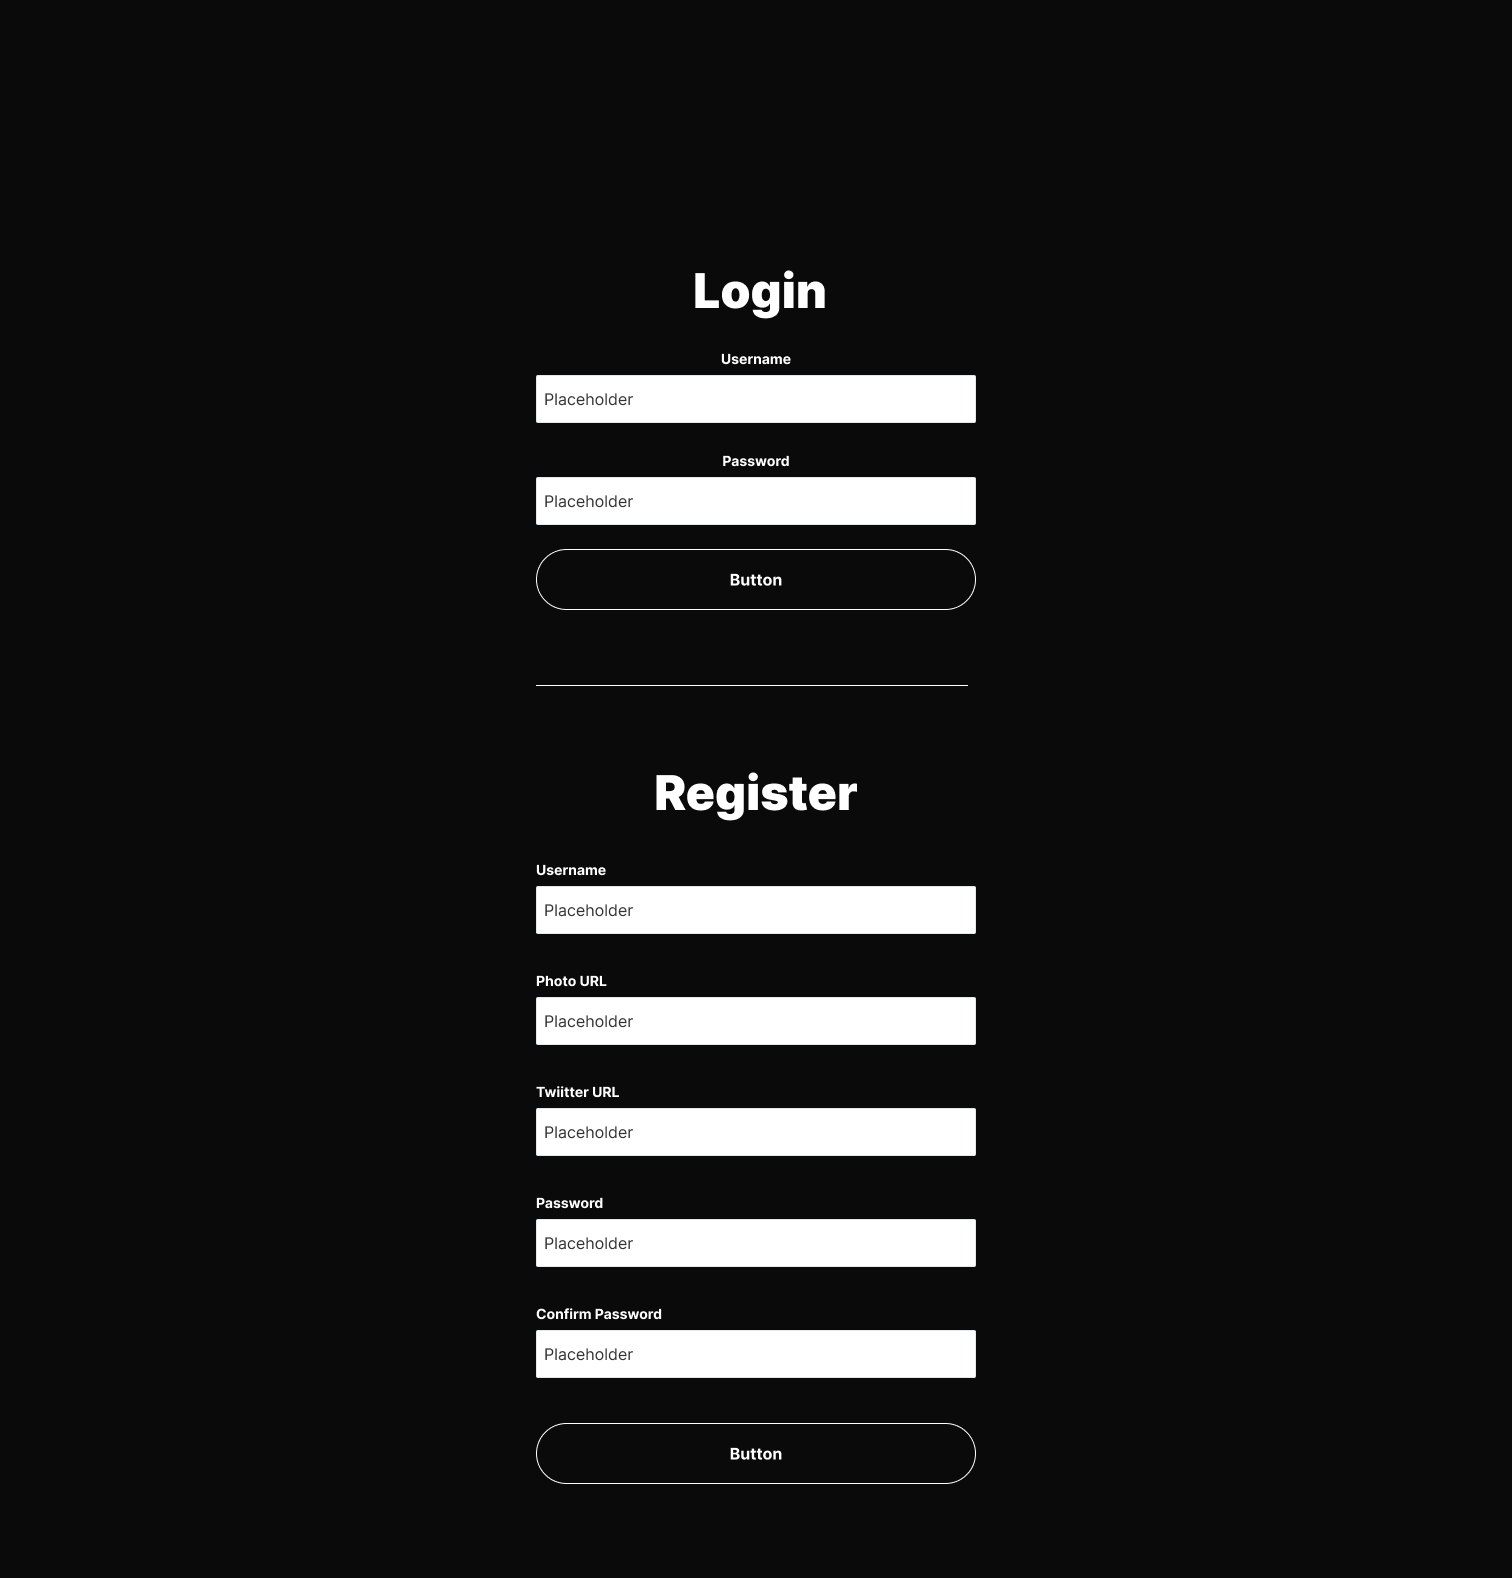 Login
Username
Placeholder
Password
Placeholder
Button
Register
Username
Placeholder
Photo URL
Placeholder
Twiitter URL
Placeholder
Password
Placeholder
Confirm Password
Placeholder
Button